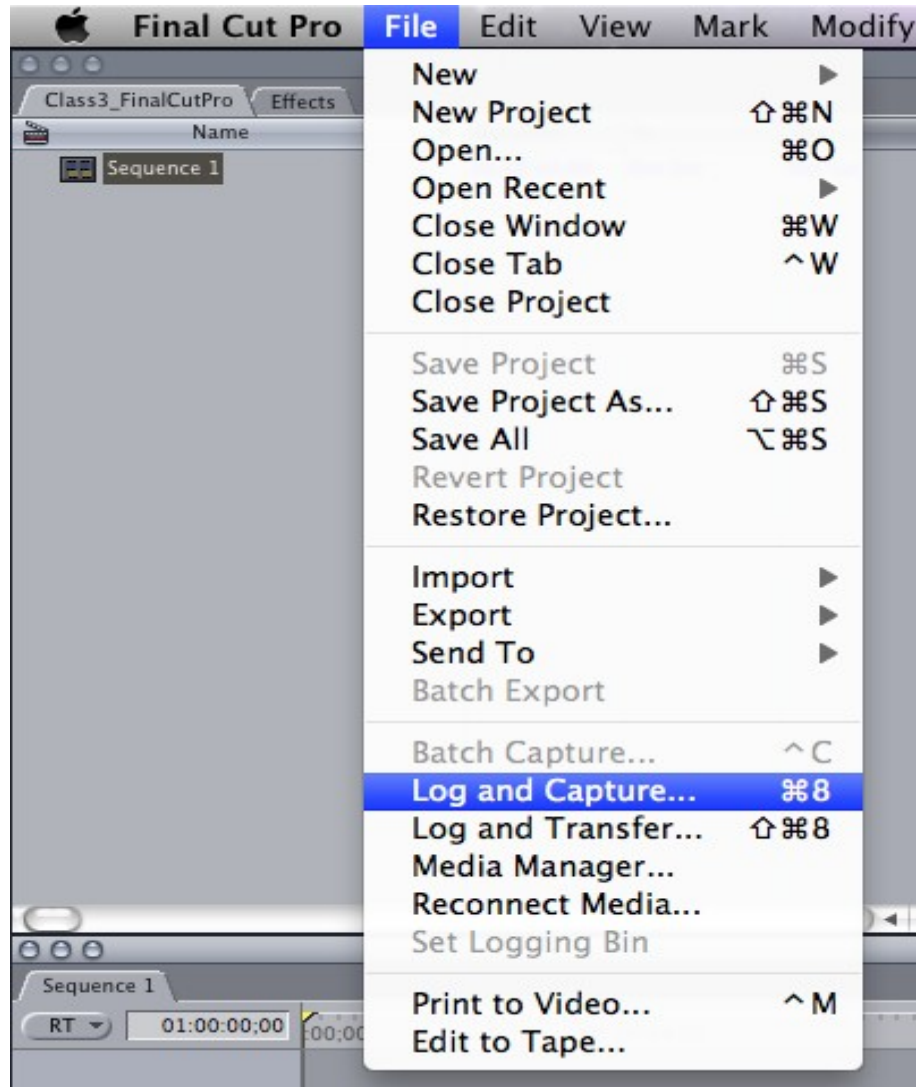 Final Cut Pro File Edit View Mark Modify
Class3_FinalCutPro Effects
Name
Sequence 1
New ▶
New Project ⇧⌘N
Open... ⌘O
Open Recent ▶
Close Window ⌘W
Close Tab ^W
Close Project
Save Project ⌘S
Save Project As... ⇧⌘S
Save All ⌥⌘S
Revert Project
Restore Project...
Import ▶
Export ▶
Send To ▶
Batch Export
Batch Capture... ^C
Log and Capture... ⌘8
Log and Transfer... ⇧⌘8
Media Manager...
Reconnect Media...
Set Logging Bin
Print to Video... ^M
Edit to Tape...
Sequence 1
RT 01:00:00;00